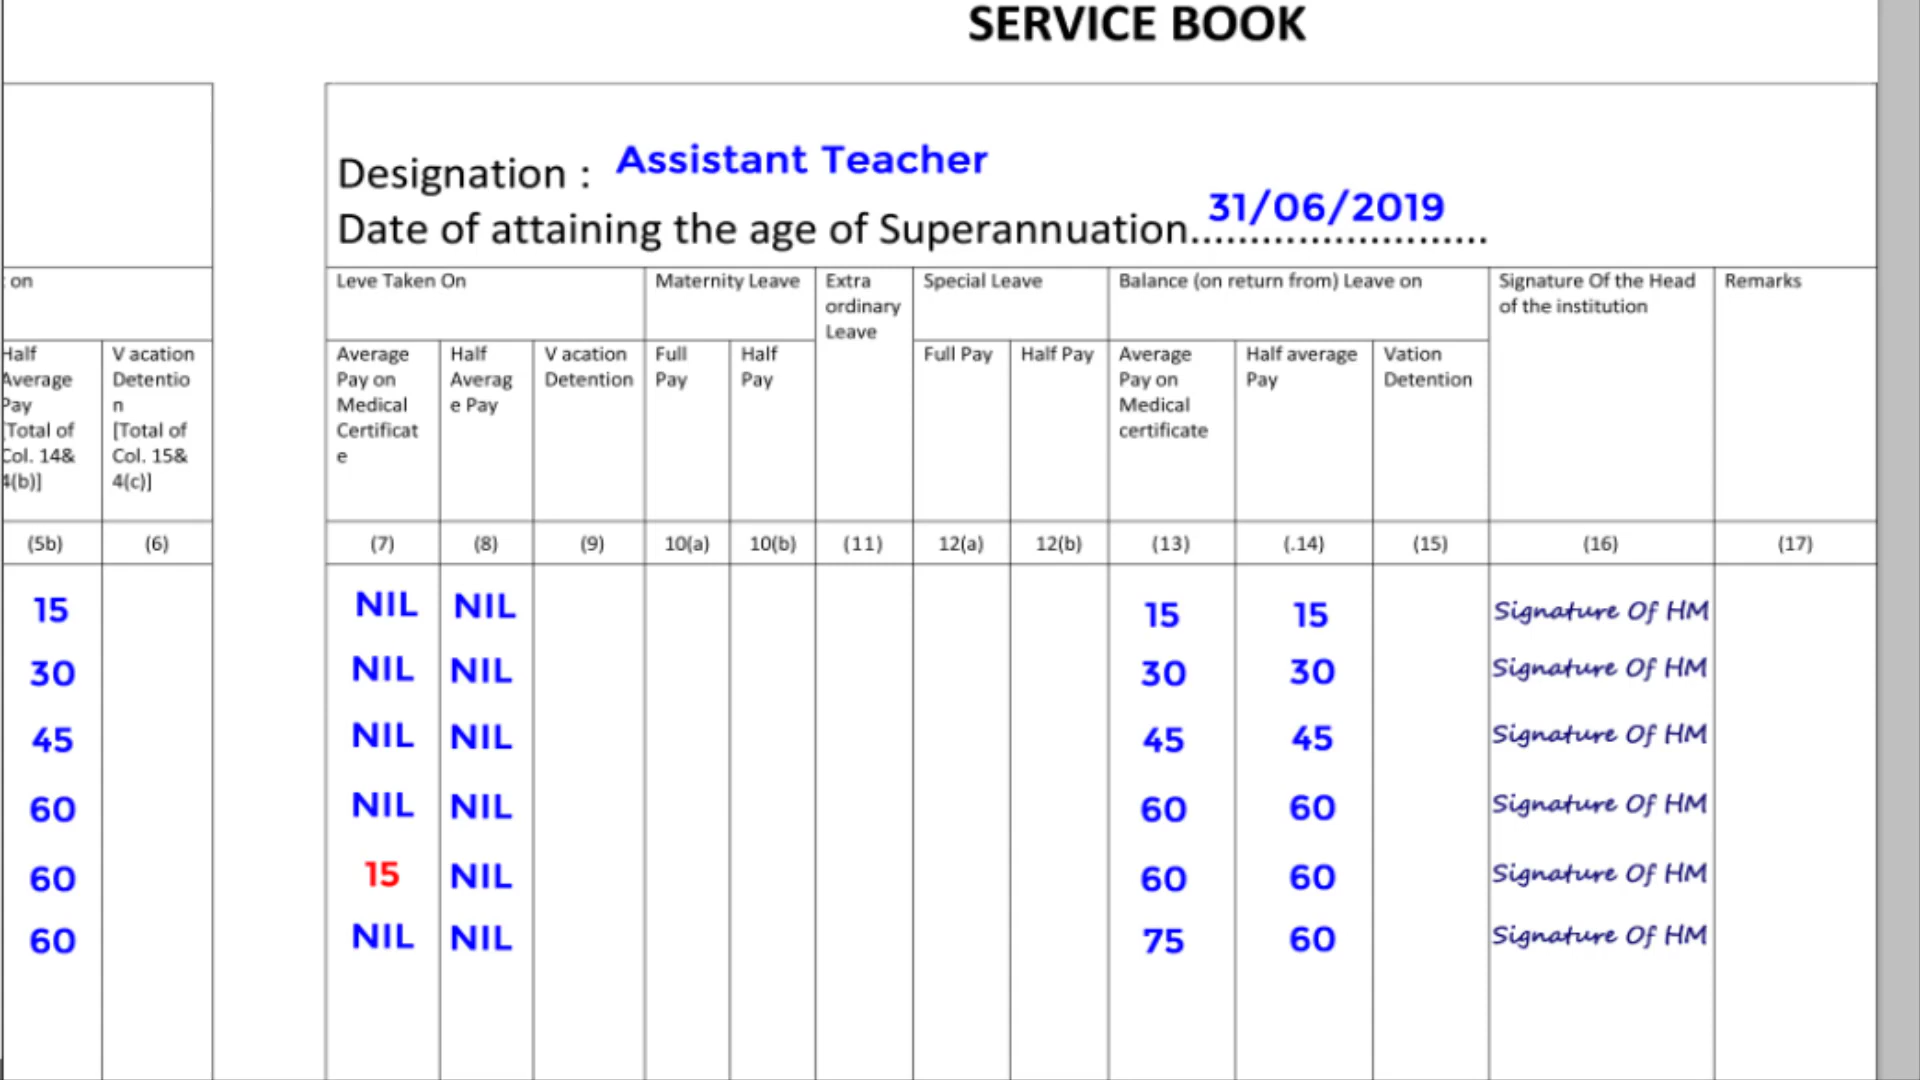 SERVICE BOOK
Designation : Assistant Teacher
Date of attaining the age of Superannuation......................... 31/06/2019
on
Half Average Pay [Total of Col. 14& 4(b)]
V acation Detentio n [Total of Col. 15& 4(c)]
Leve Taken On
Maternity Leave
Extra ordinary Leave
Special Leave
Balance (on return from) Leave on
Signature Of the Head of the institution
Remarks
Average Pay on Medical Certificat e
Half Averag e Pay
V acation Detention
Full Pay
Half Pay
Full Pay
Half Pay
Average Pay on Medical certificate
Half average Pay
Vation Detention
(5b) (6) (7) (8) (9) 10(a) 10(b) (11) 12(a) 12(b) (13) (.14) (15) (16) (17)
15 NIL NIL 15 15 Signature Of HM
30 NIL NIL 30 30 Signature Of HM
45 NIL NIL 45 45 Signature Of HM
60 NIL NIL 60 60 Signature Of HM
60 15 NIL 60 60 Signature Of HM
60 NIL NIL 75 60 Signature Of HM